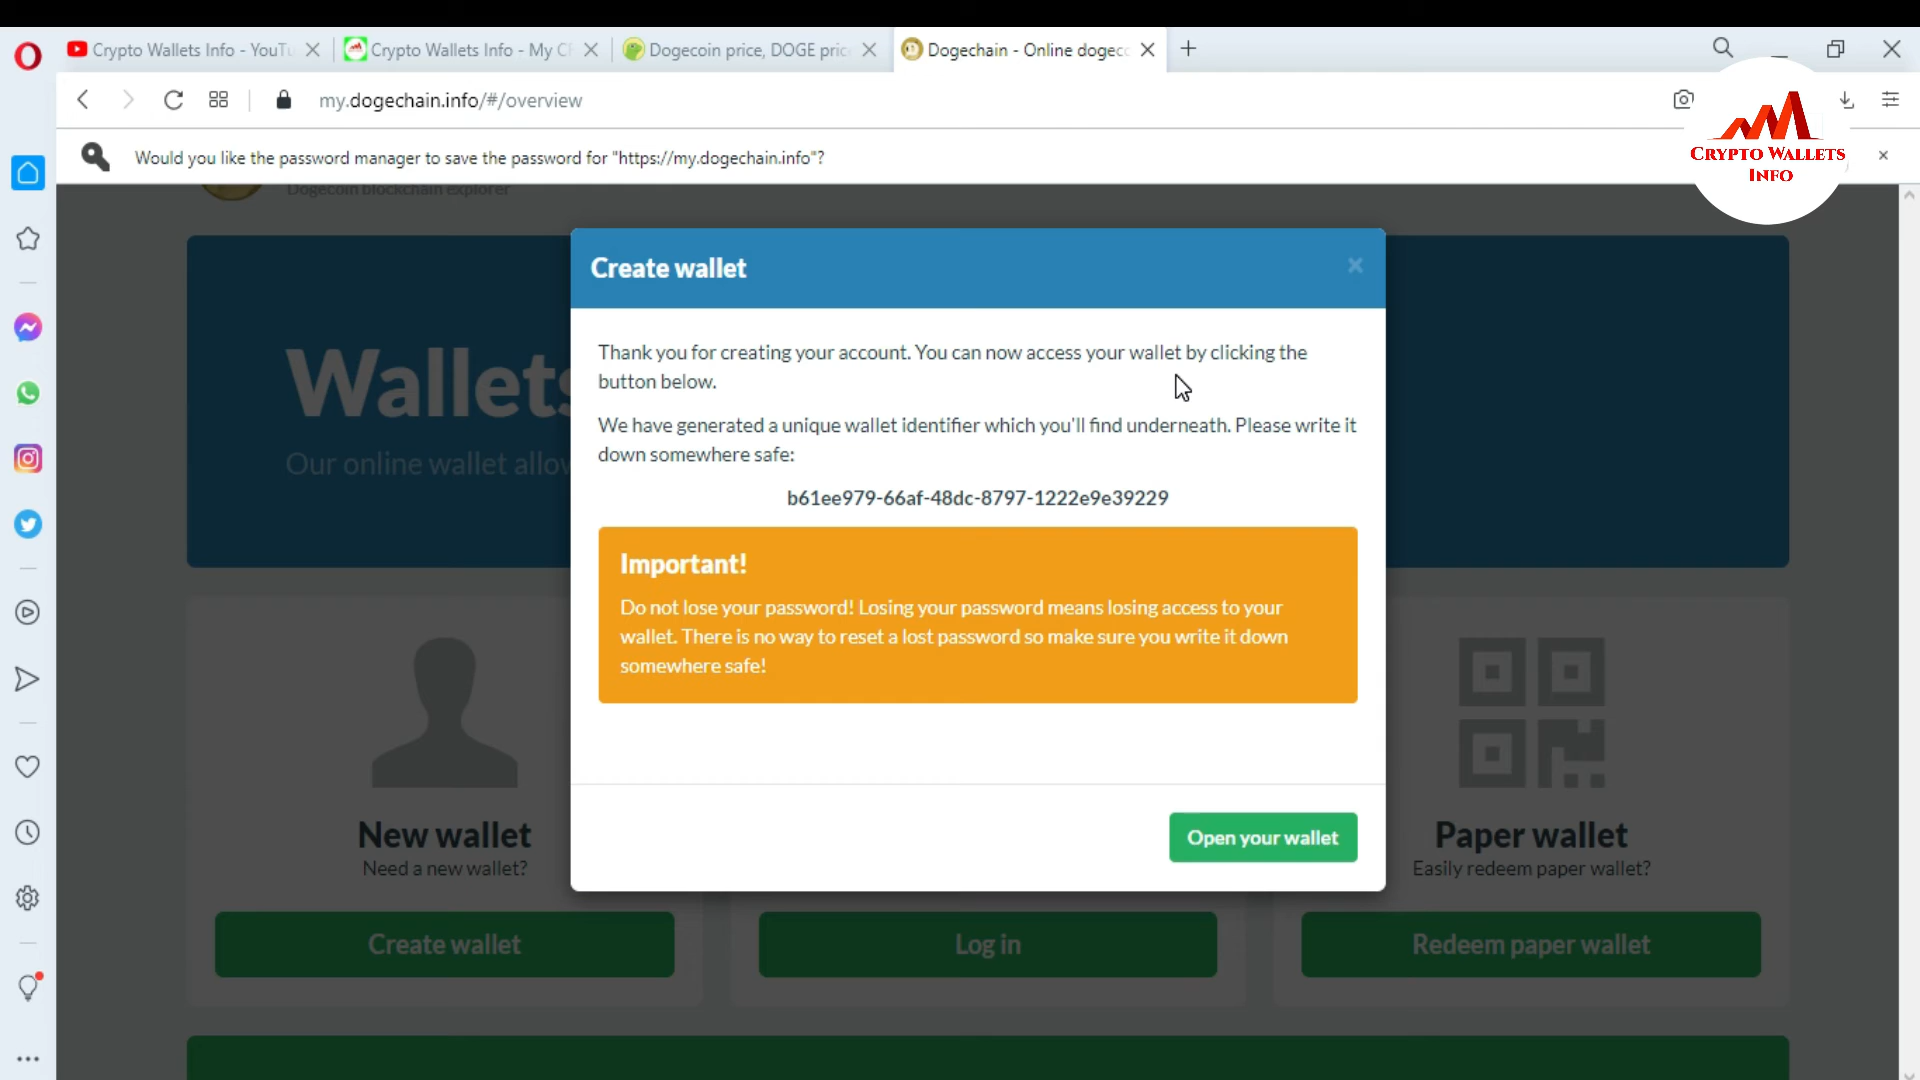 Crypto Wallets Info - YouTu
Crypto Wallets Info - My Cr
Dogecoin price, DOGE price
Dogechain - Online dogeco
my.dogechain.info/#/overview
Would you like the password manager to save the password for "https://my.dogechain.info"?
CRYPTO WALLETS
INFO
Dogecoin blockchain explorer
Create wallet
Thank you for creating your account. You can now access your wallet by clicking the
button below.
We have generated a unique wallet identifier which you'll find underneath. Please write it
down somewhere safe:
b61ee979-66af-48dc-8797-1222e9e39229
Important!
Do not lose your password! Losing your password means losing access to your
wallet. There is no way to reset a lost password so make sure you write it down
somewhere safe!
Open your wallet
Wallets
Our online wallet allow
New wallet
Need a new wallet?
Create wallet
Log in
Paper wallet
Easily redeem paper wallet?
Redeem paper wallet